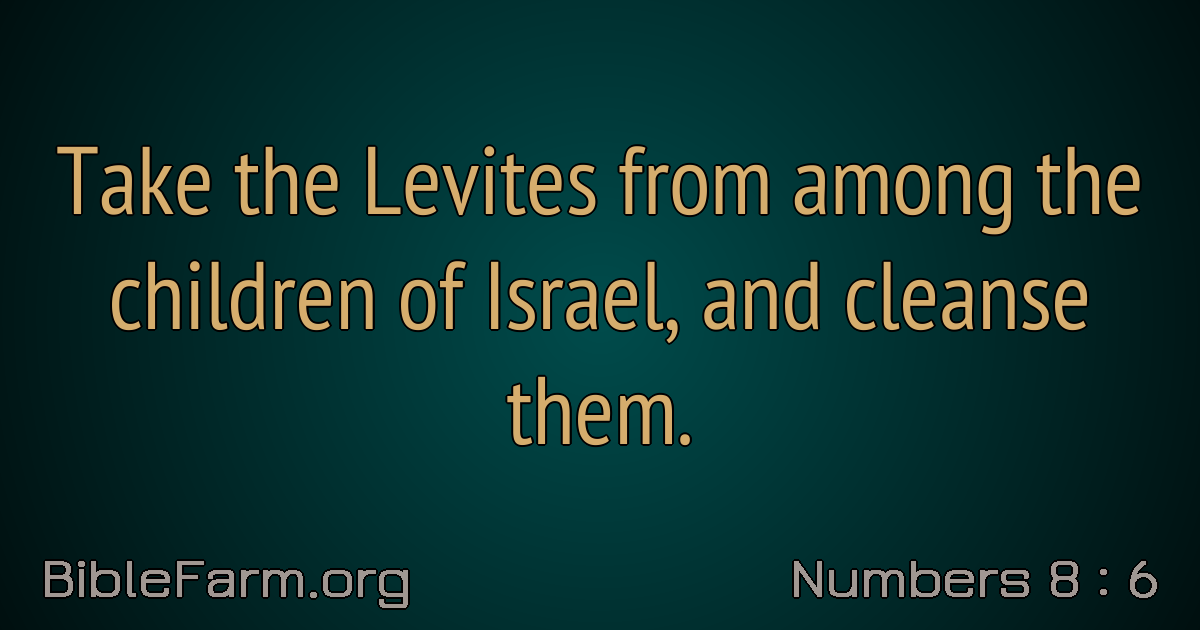 Take the Levites from among the
children of Israel, and cleanse
them.
BibleFarm.org
Numbers 8 : 6